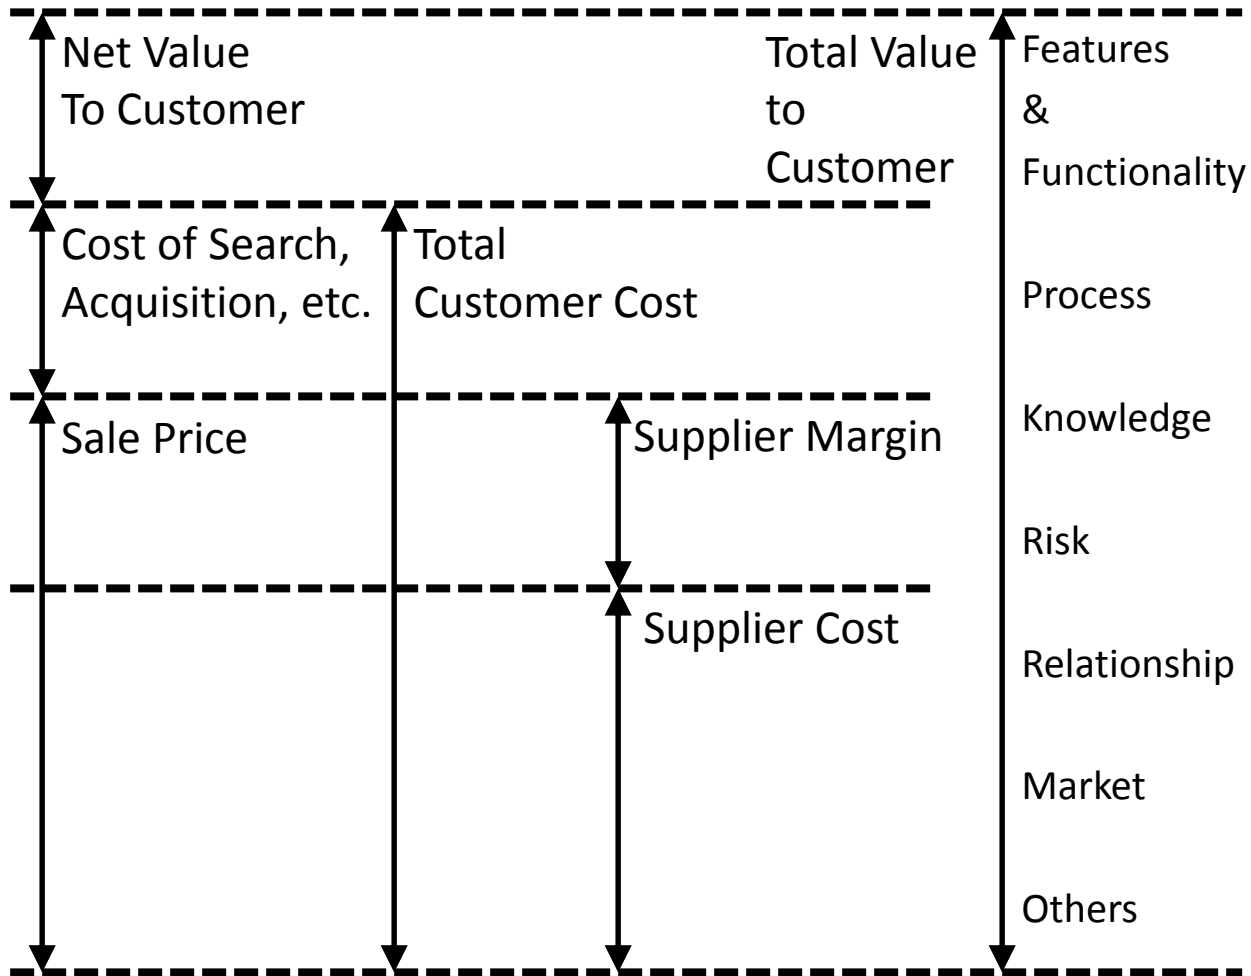 Net Value
To Customer
Total Value
to
Customer
Features
&
Functionality
Cost of Search,
Acquisition, etc.
Total
Customer Cost
Process
Sale Price
Supplier Margin
Knowledge
Risk
Supplier Cost
Relationship
Market
Others